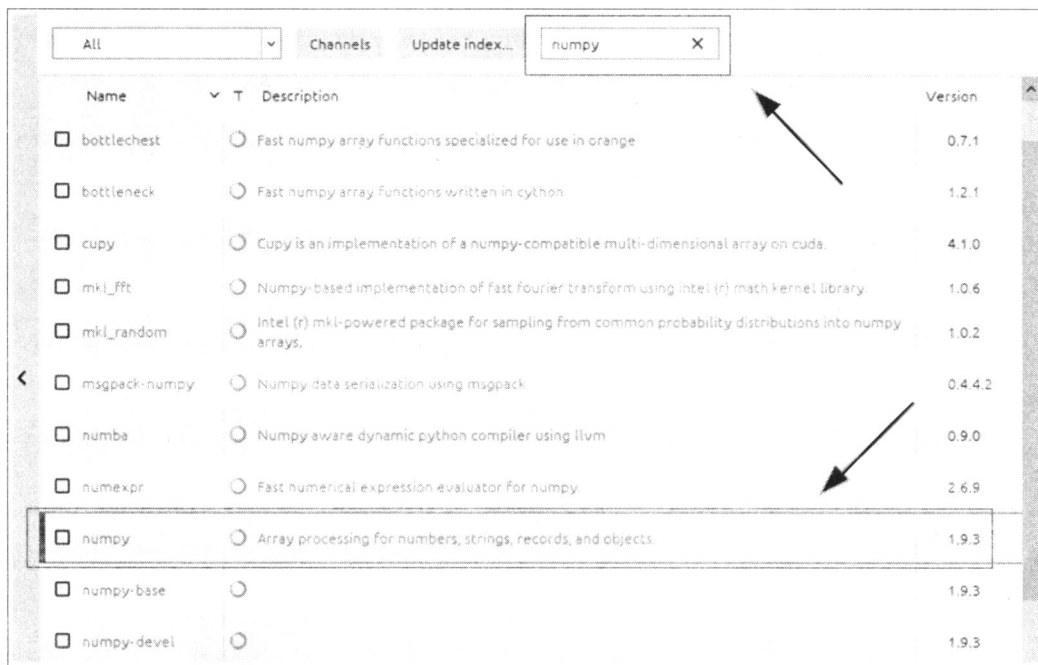 All Channels Update index... numpy
Name T Description Version
bottlechest Fast numpy array functions specialized for use in orange 0.7.1
bottleneck Fast numpy array functions written in cython 1.2.1
cupy Cupy is an implementation of a numpy-compatible multi-dimensional array on cuda. 4.1.0
mkl_fft Numpy-based implementation of fast fourier transform using intel (r) math kernel library. 1.0.6
mkl_random Intel (r) mkl-powered package for sampling from common probability distributions into numpy 1.0.2
arrays.
msgpack-numpy Numpy data serialization using msgpack 0.4.4.2
numba Numpy aware dynamic python compiler using llvm 0.9.0
numexpr Fast numerical expression evaluator for numpy. 2.6.9
numpy Array processing for numbers, strings, records, and objects. 1.9.3
numpy-base 1.9.3
numpy-devel 1.9.3